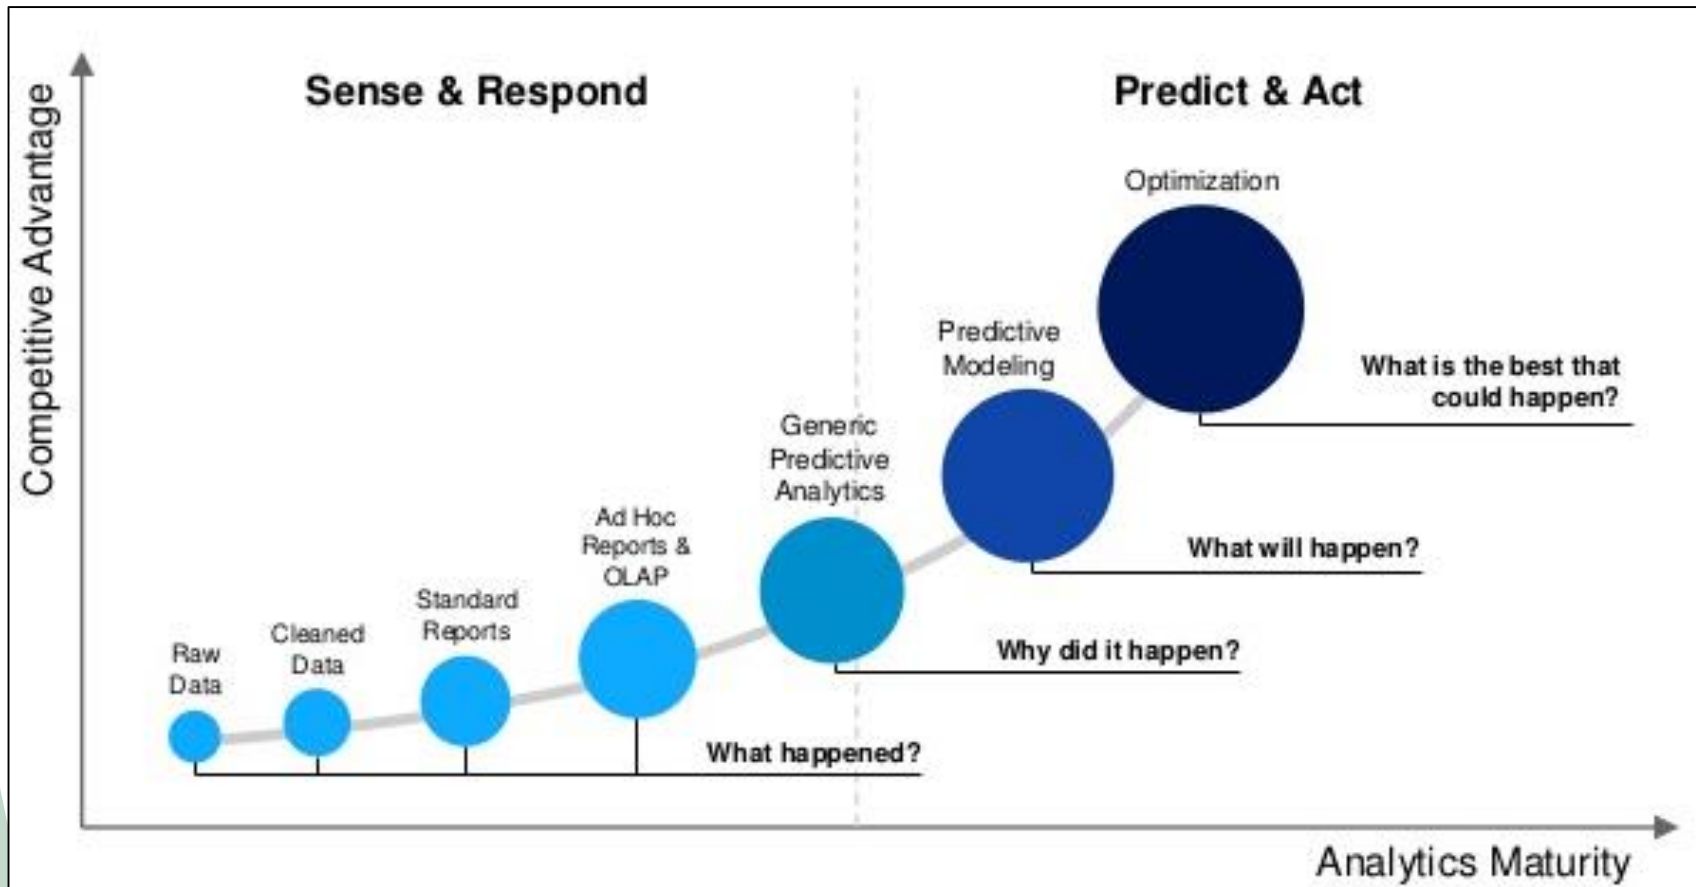 Sense & Respond
Predict & Act
Competitive Advantage
Optimization
Predictive
Modeling
What is the best that
could happen?
Generic
Predictive
Analytics
Ad Hoc
Reports &
OLAP
What will happen?
Standard
Reports
Cleaned
Data
Raw
Data
Why did it happen?
What happened?
Analytics Maturity